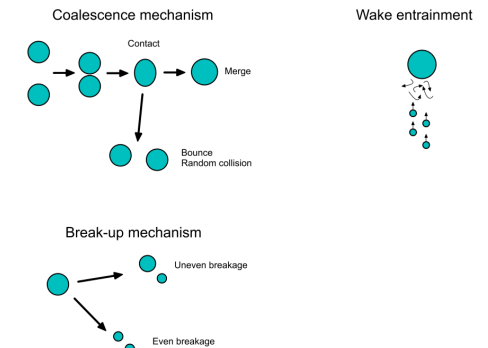 Coalescence mechanism
Wake entrainment
Contact
Merge
Bounce
Random collision
Break-up mechanism
Uneven breakage
Even breakage